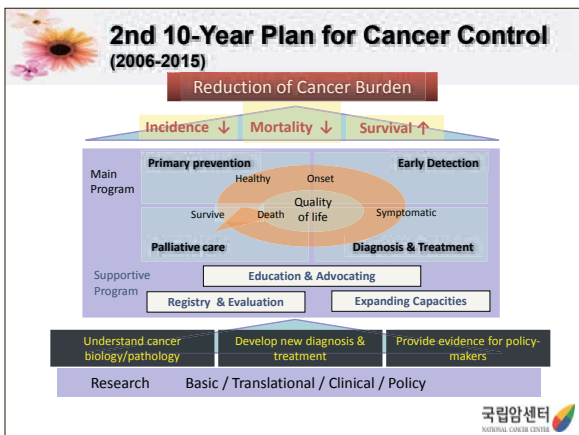 2nd 10-Year Plan for Cancer Control
(2006-2015)
Reduction of Cancer Burden
Incidence ↓ Mortality ↓ Survival ↑
Main
Program
Primary prevention
Early Detection
Healthy Onset
Quality
of life
Survive Death Symptomatic
Palliative care
Diagnosis & Treatment
Supportive
Program
Education & Advocating
Registry & Evaluation
Expanding Capacities
Understand cancer
biology/pathology
Develop new diagnosis &
treatment
Provide evidence for policy-
makers
Research Basic / Translational / Clinical / Policy
국립암센터
NATIONAL CANCER CENTER